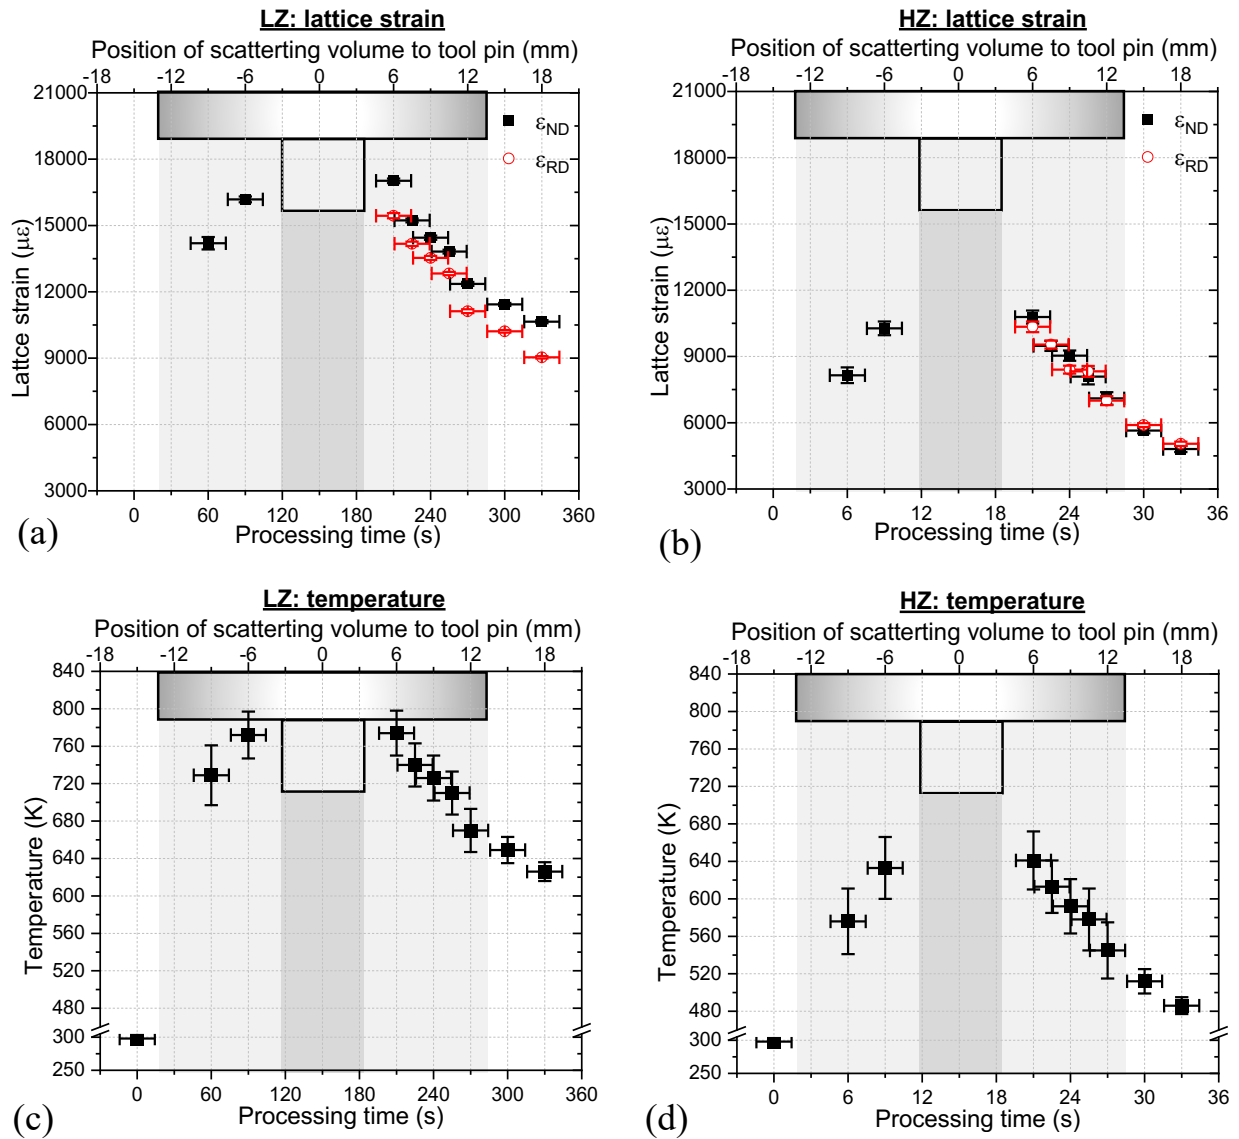 LZ: lattice strain
Position of scatterting volume to tool pin (mm)
-18 -12 -6 0 6 12 18
21000
18000
15000
12000
9000
6000
3000
Lattce strain (με)
εND
εRD
0 60 120 180 240 300 360
Processing time (s)
(a)
HZ: lattice strain
Position of scatterting volume to tool pin (mm)
-18 -12 -6 0 6 12 18
21000
18000
15000
12000
9000
6000
3000
Lattice strain (με)
εND
εRD
0 6 12 18 24 30 36
Processing time (s)
(b)
LZ: temperature
Position of scatterting volume to tool pin (mm)
-18 -12 -6 0 6 12 18
840
800
760
720
680
640
600
560
520
480
300
250
Temperature (K)
0 60 120 180 240 300 360
Processing time (s)
(c)
HZ: temperature
Position of scatterting volume to tool pin (mm)
-18 -12 -6 0 6 12 18
840
800
760
720
680
640
600
560
520
480
300
250
Temperature (K)
0 6 12 18 24 30 36
Processing time (s)
(d)